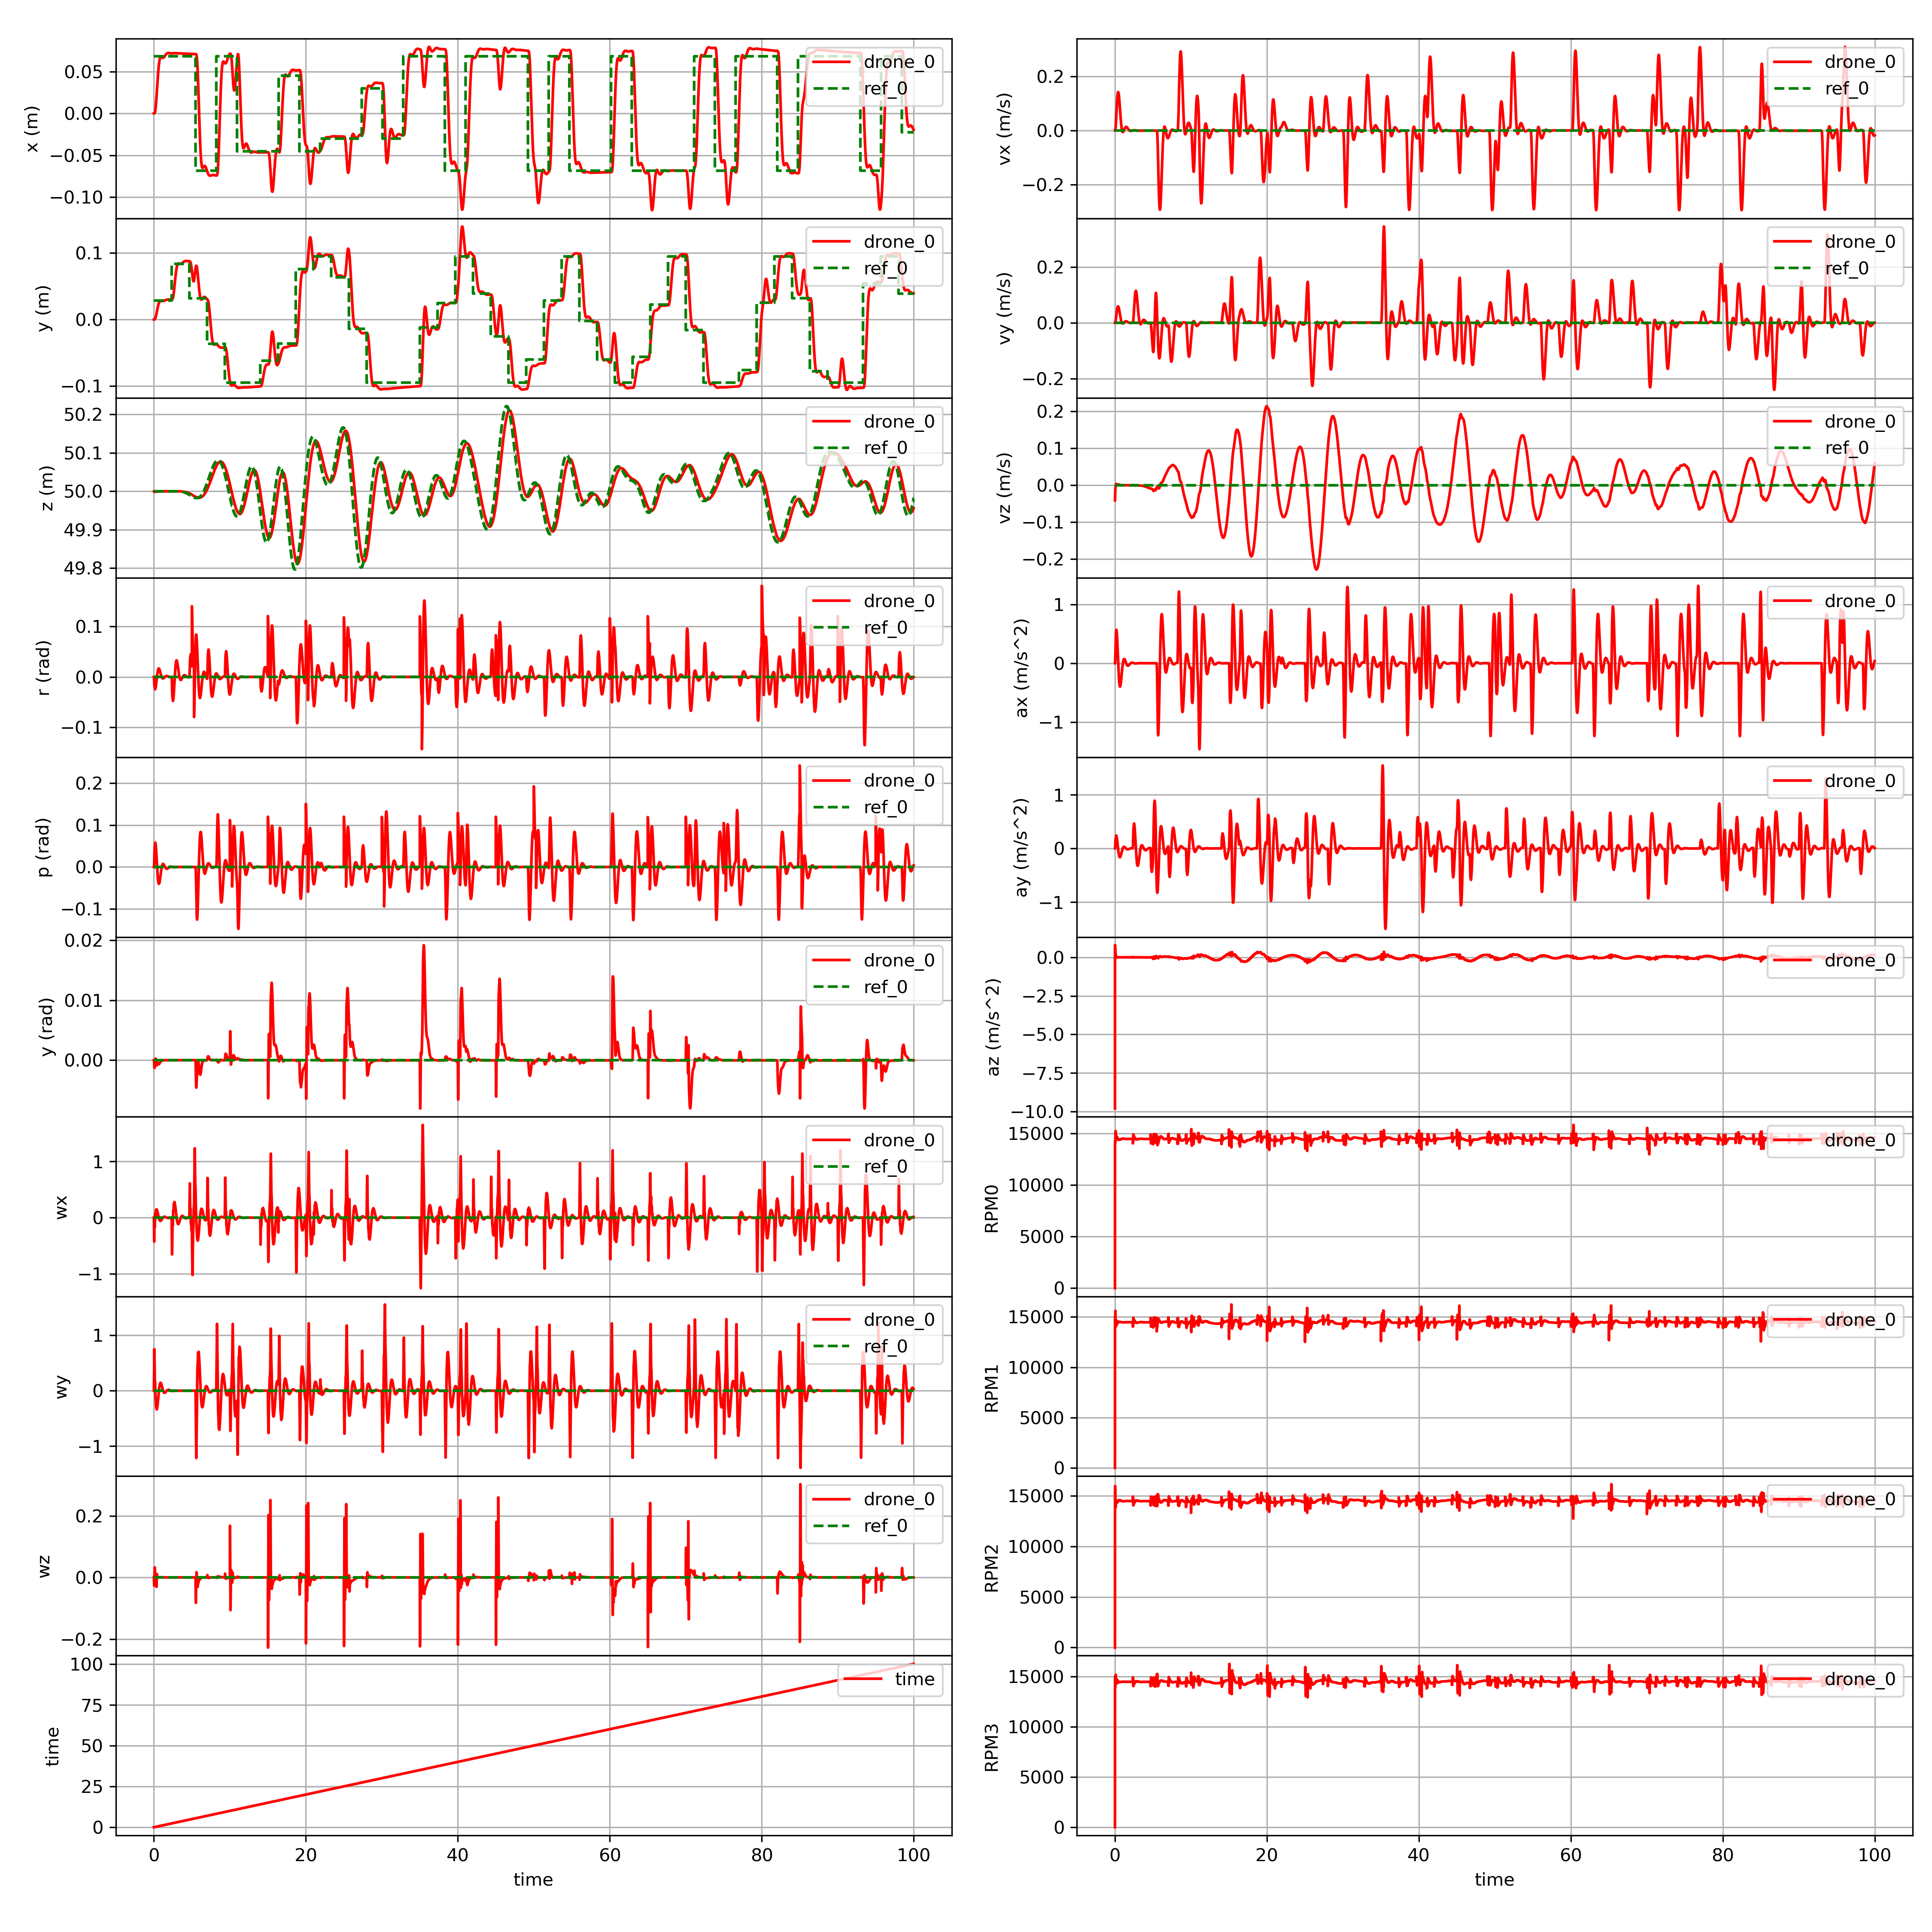 0.05
0.00
−0.05
−0.10
x (m)
drone_0
ref_0
0.1
0.0
−0.1
y (m)
drone_0
ref_0
50.2
50.1
50.0
49.9
49.8
z (m)
drone_0
ref_0
0.1
0.0
−0.1
r (rad)
drone_0
ref_0
0.2
0.1
0.0
−0.1
p (rad)
drone_0
ref_0
0.02
0.01
0.00
y (rad)
drone_0
ref_0
1
0
−1
wx
drone_0
ref_0
1
0
−1
wy
drone_0
ref_0
0.2
0.0
−0.2
wz
drone_0
ref_0
100
75
50
25
0
time
time
0 20 40 60 80 100
time
0.2
0.0
−0.2
vx (m/s)
drone_0
ref_0
0.2
0.0
−0.2
vy (m/s)
drone_0
ref_0
0.2
0.1
0.0
−0.1
−0.2
vz (m/s)
drone_0
ref_0
1
0
−1
ax (m/s^2)
drone_0
1
0
−1
ay (m/s^2)
drone_0
0.0
−2.5
−5.0
−7.5
−10.0
az (m/s^2)
drone_0
15000
10000
5000
0
RPM0
drone_0
15000
10000
5000
0
RPM1
drone_0
15000
10000
5000
0
RPM2
drone_0
15000
10000
5000
0
RPM3
drone_0
0 20 40 60 80 100
time